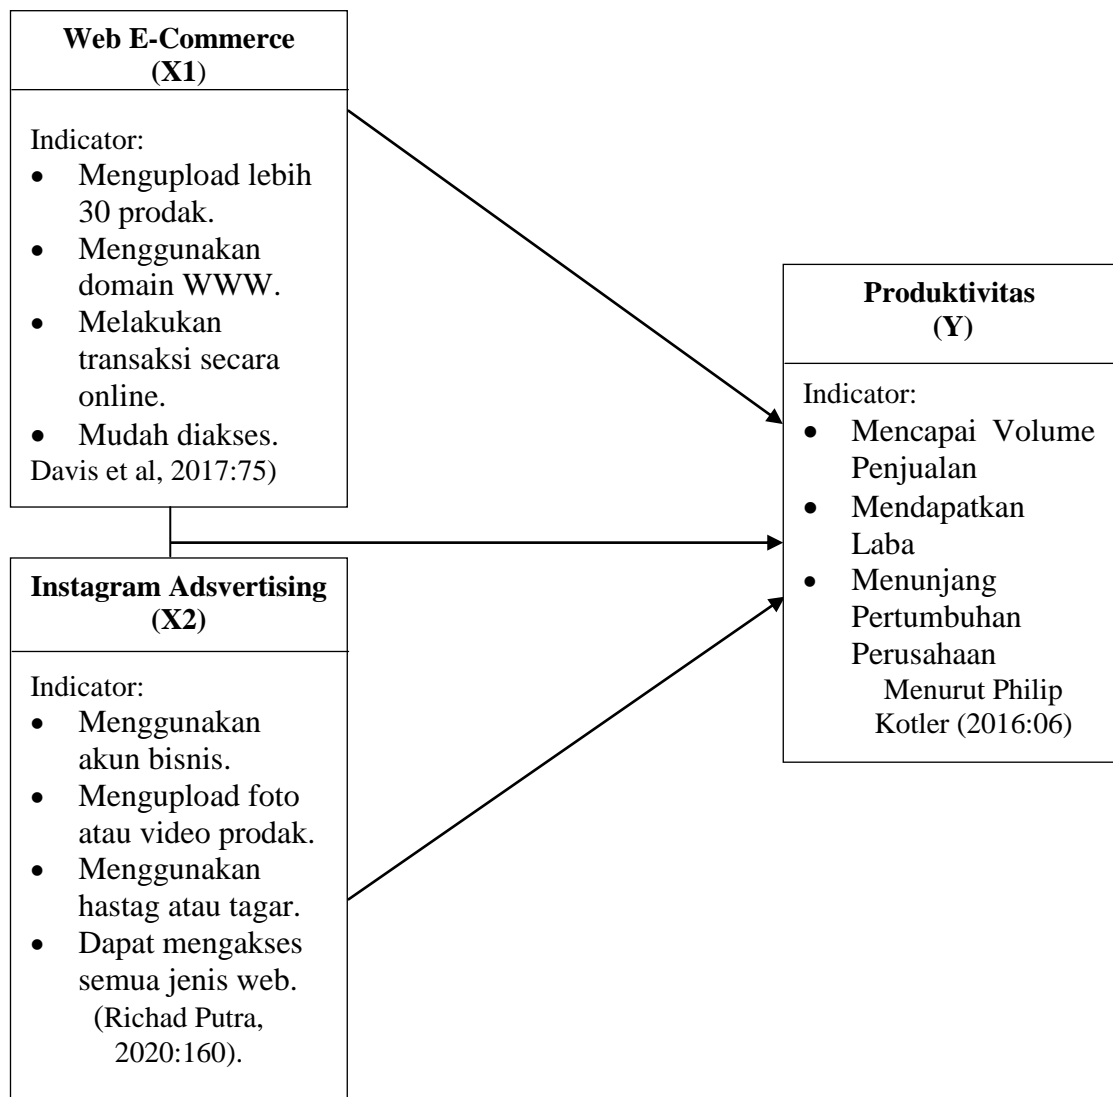 Web E-Commerce
(X1)
Indicator:
• Mengupload lebih
30 prodak.
• Menggunakan
domain WWW.
• Melakukan
transaksi secara
online.
• Mudah diakses.
Davis et al, 2017:75)
Instagram Adsvertising
(X2)
Indicator:
• Menggunakan
akun bisnis.
• Mengupload foto
atau video prodak.
• Menggunakan
hastag atau tagar.
• Dapat mengakses
semua jenis web.
(Richad Putra,
2020:160).
Produktivitas
(Y)
Indicator:
• Mencapai Volume
Penjualan
• Mendapatkan
Laba
• Menunjang
Pertumbuhan
Perusahaan
Menurut Philip
Kotler (2016:06)